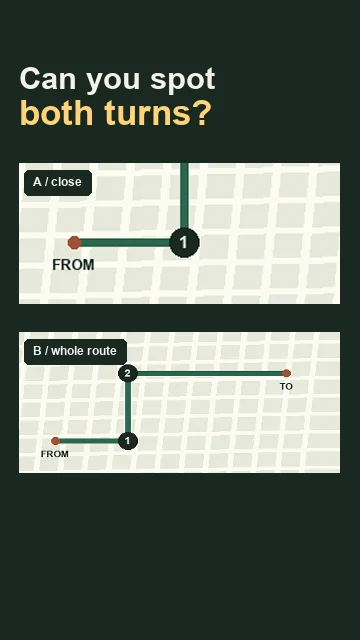 Can you spot
both turns?
A / close
1
FROM
B / whole route
2
TO
1
FROM